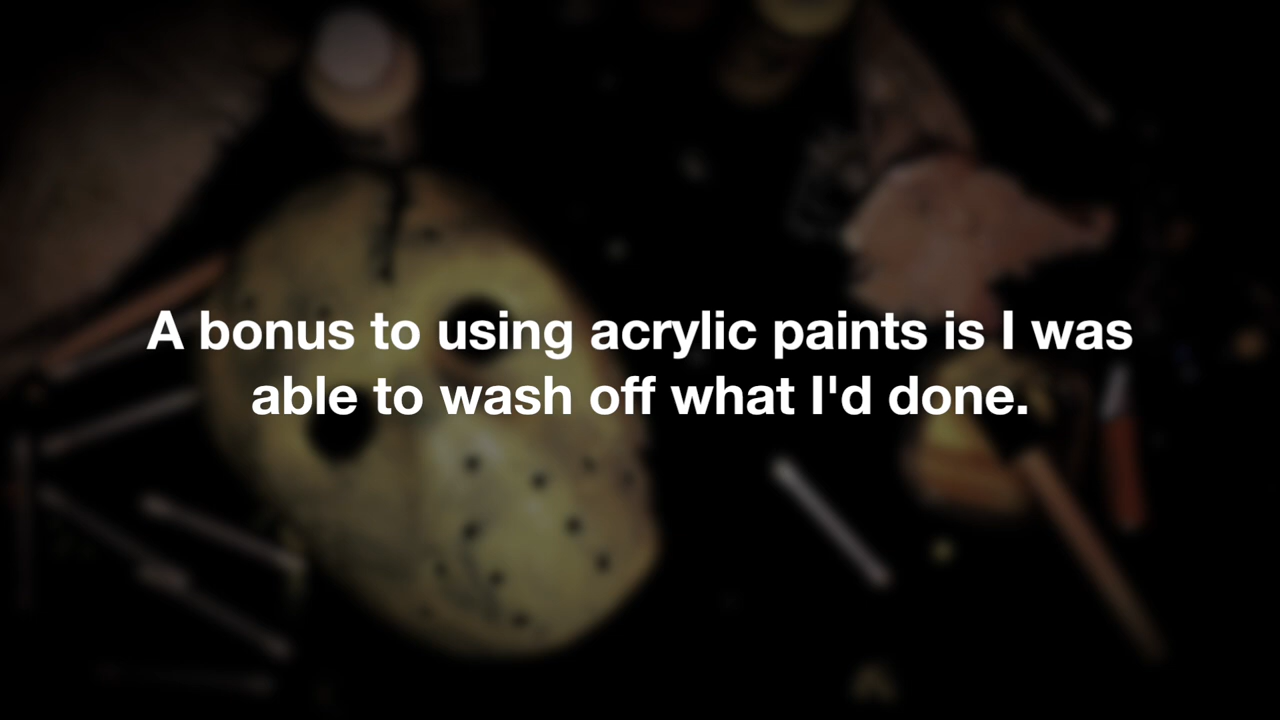 A bonus to using acrylic paints is I was
able to wash off what I'd done.